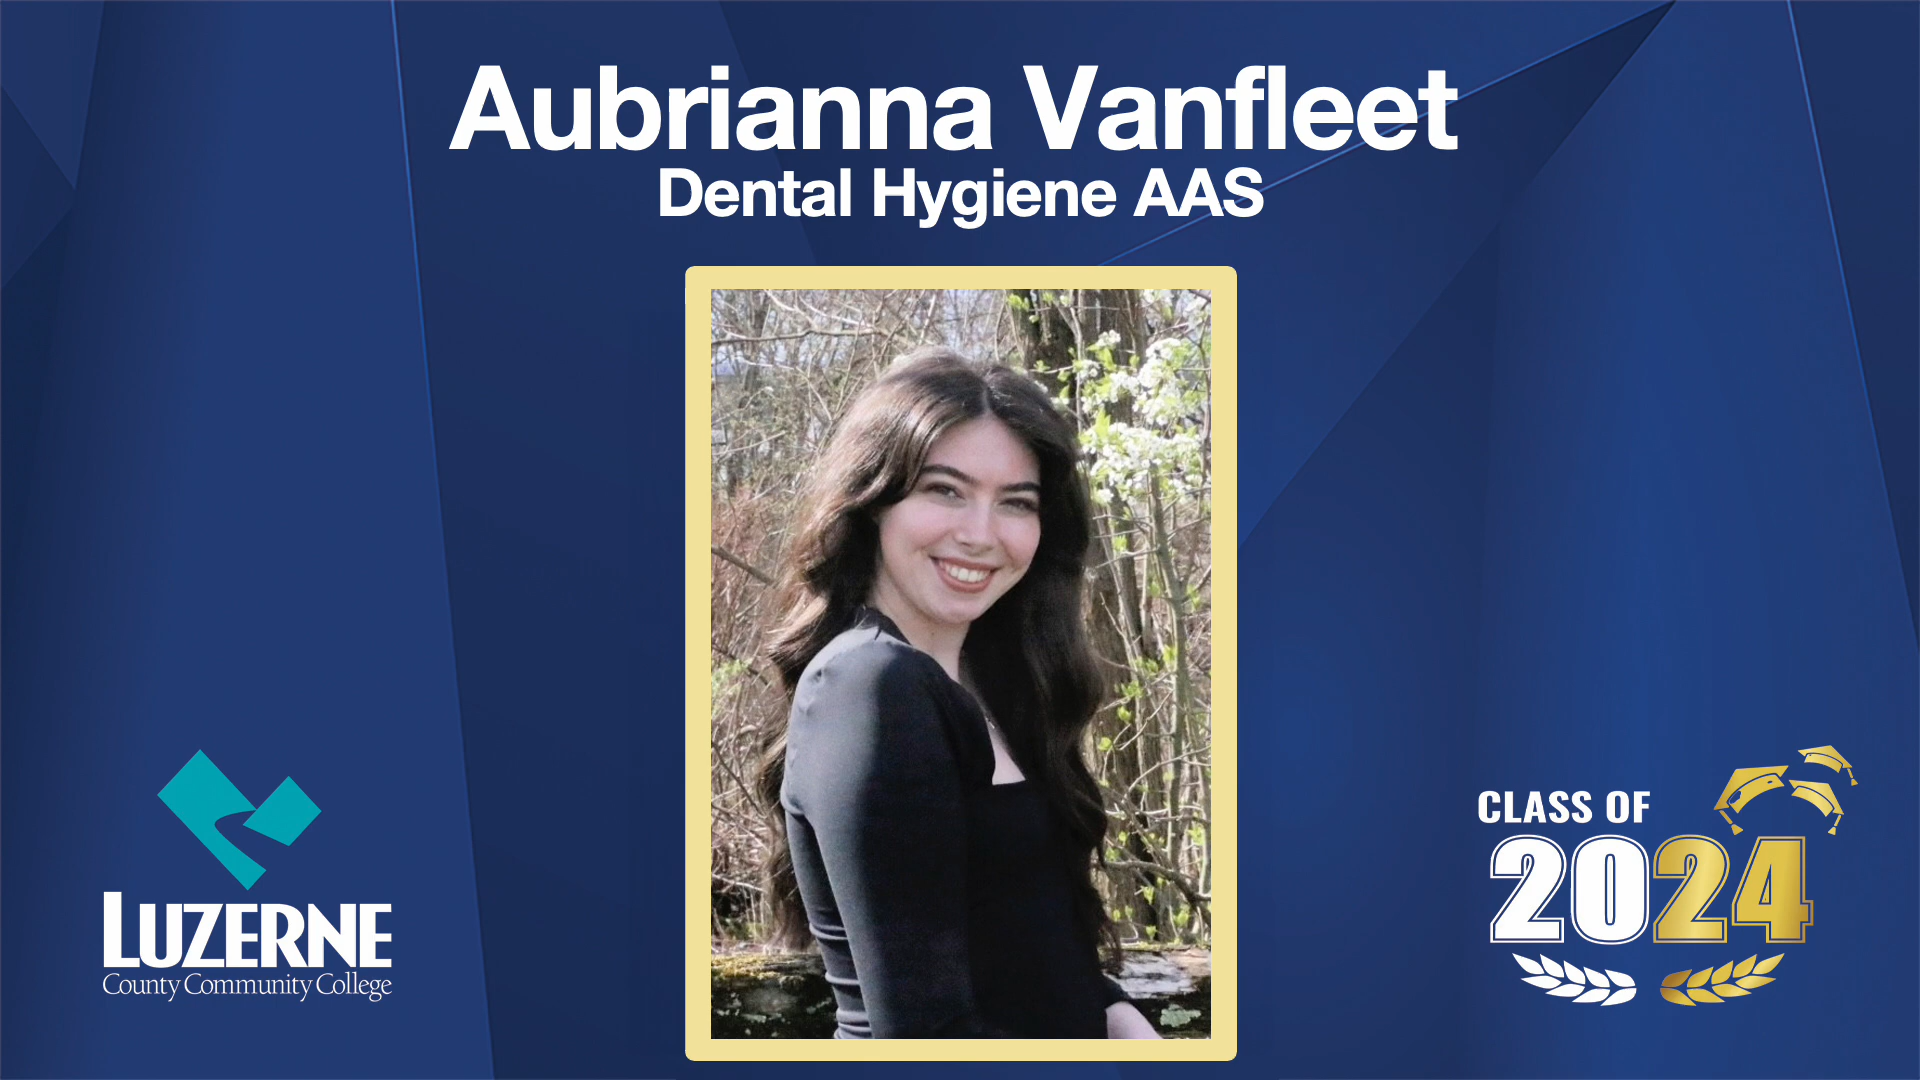 Aubrianna Vanfleet
Dental Hygiene AAS
LUZERNE
County Community College
CLASS OF
2024